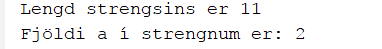 Lengd strengsins er 11
Fjöldi a í strengnum er: 2